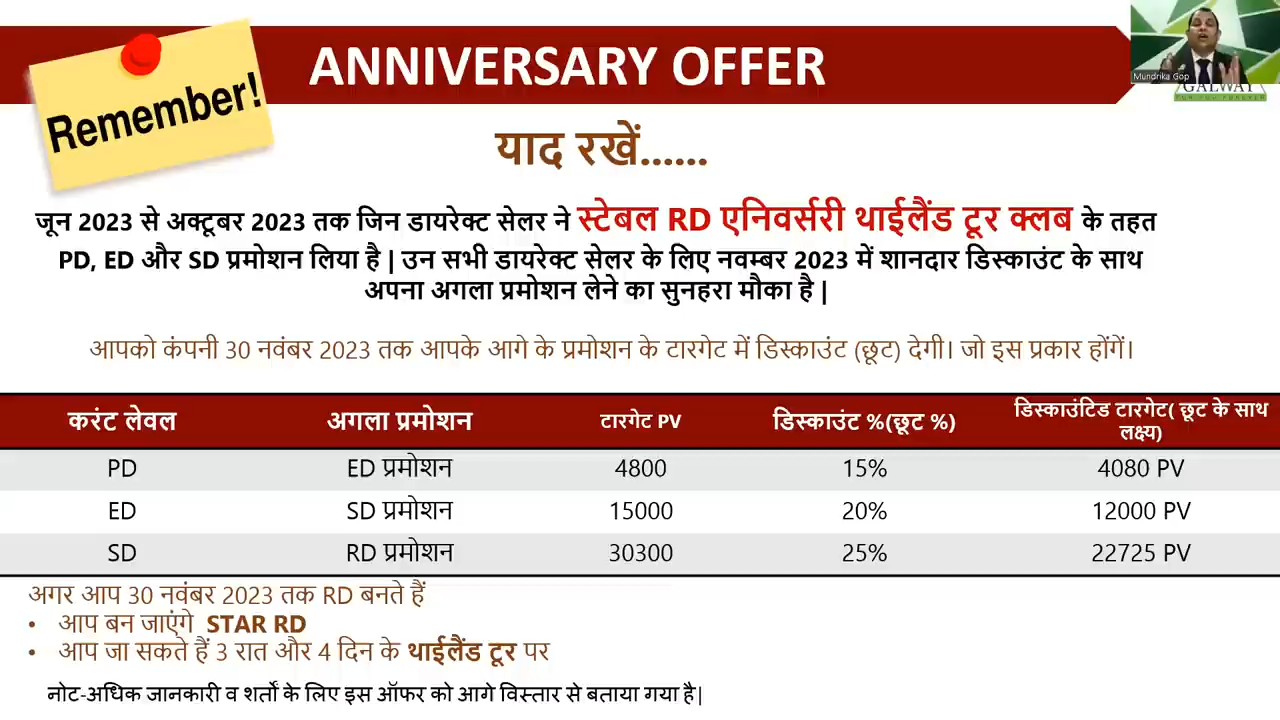 ANNIVERSARY OFFER
Remember!
Mundrika Gop
GALWAY
याद रखें......
जून 2023 से अक्टूबर 2023 तक जिन डायरेक्ट सेलर ने स्टेबल RD एनिवर्सरी थाईलैंड टूर क्लब के तहत
PD, ED और SD प्रमोशन लिया है | उन सभी डायरेक्ट सेलर के लिए नवम्बर 2023 में शानदार डिस्काउंट के साथ
अपना अगला प्रमोशन लेने का सुनहरा मौका है |
आपको कंपनी 30 नवंबर 2023 तक आपके आगे के प्रमोशन के टारगेट में डिस्काउंट (छूट) देगी। जो इस प्रकार होंगें।
करंट लेवल अगला प्रमोशन टारगेट PV डिस्काउंट %(छूट %) डिस्काउंटिड टारगेट( छूट के साथ
लक्ष्य)
PD ED प्रमोशन 4800 15% 4080 PV
ED SD प्रमोशन 15000 20% 12000 PV
SD RD प्रमोशन 30300 25% 22725 PV
अगर आप 30 नवंबर 2023 तक RD बनते हैं
• आप बन जाएंगे STAR RD
• आप जा सकते हैं 3 रात और 4 दिन के थाईलैंड टूर पर
नोट-अधिक जानकारी व शर्तों के लिए इस ऑफर को आगे विस्तार से बताया गया है|